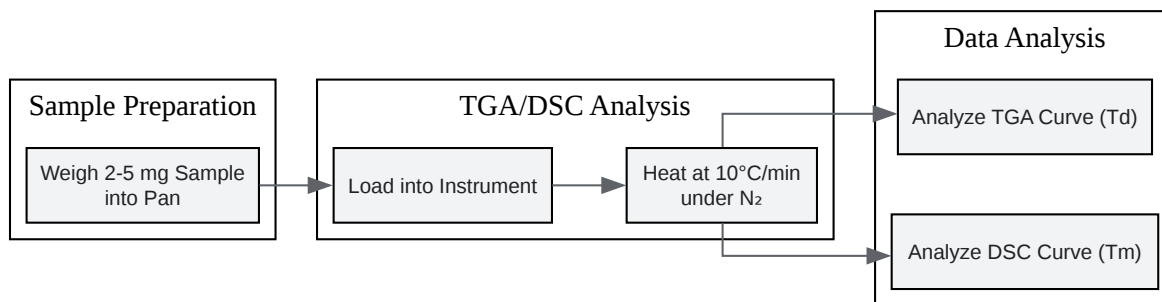 Sample Preparation
Weigh 2-5 mg Sample
into Pan
TGA/DSC Analysis
Load into Instrument
Heat at 10°C/min
under N₂
Data Analysis
Analyze TGA Curve (Td)
Analyze DSC Curve (Tm)